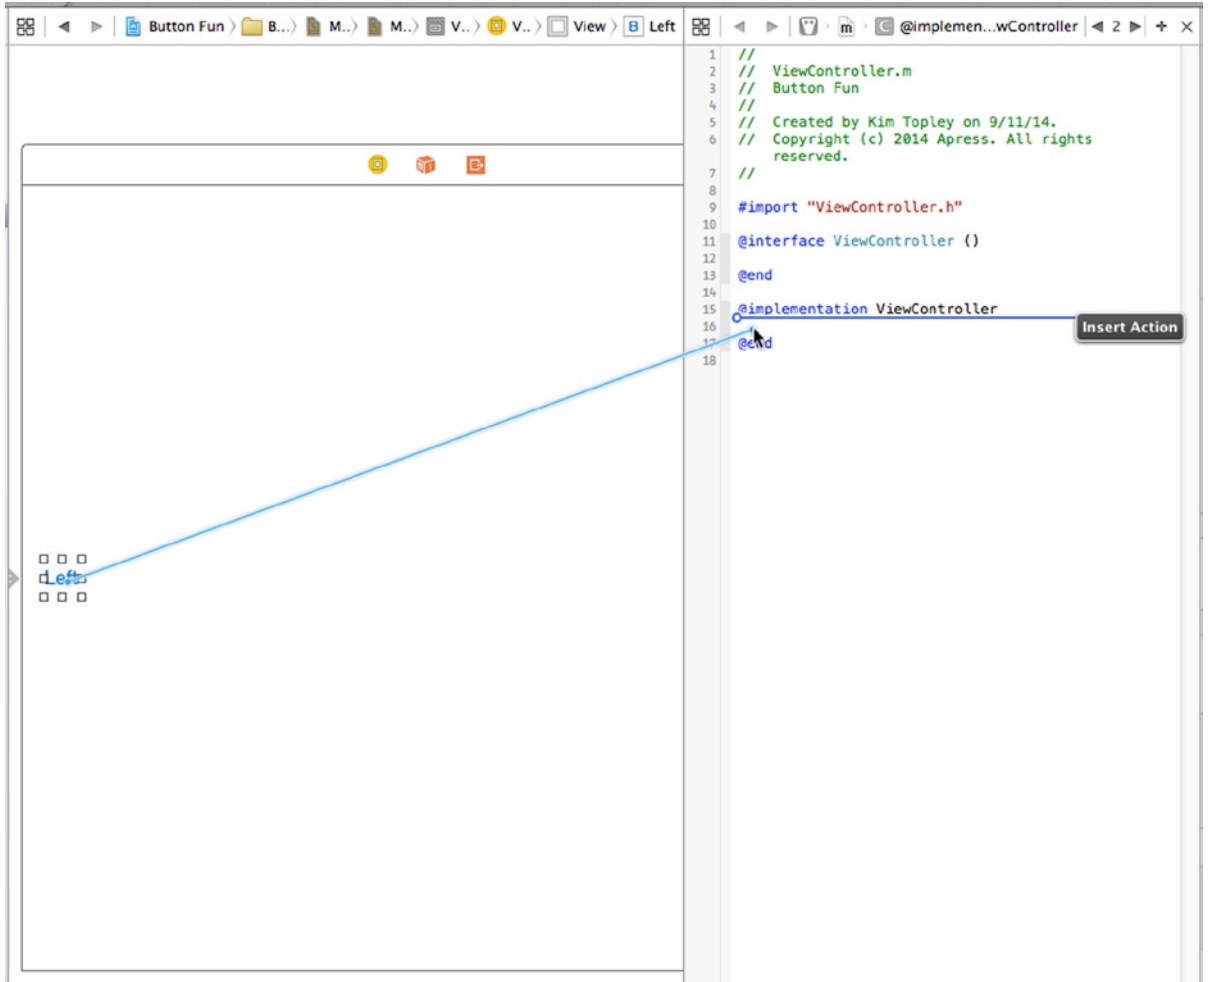 Button Fun B... M.. M.. V.. V.. View B Left
m C @implemen...wController 2
1 //
2 //  ViewController.m
3 //  Button Fun
4 //
5 //  Created by Kim Topley on 9/11/14.
6 //  Copyright (c) 2014 Apress. All rights
reserved.
7 //
8
9 #import "ViewController.h"
10
11 @interface ViewController ()
12
13 @end
14
15 @implementation ViewController
16
Insert Action
17 @end
18
Left